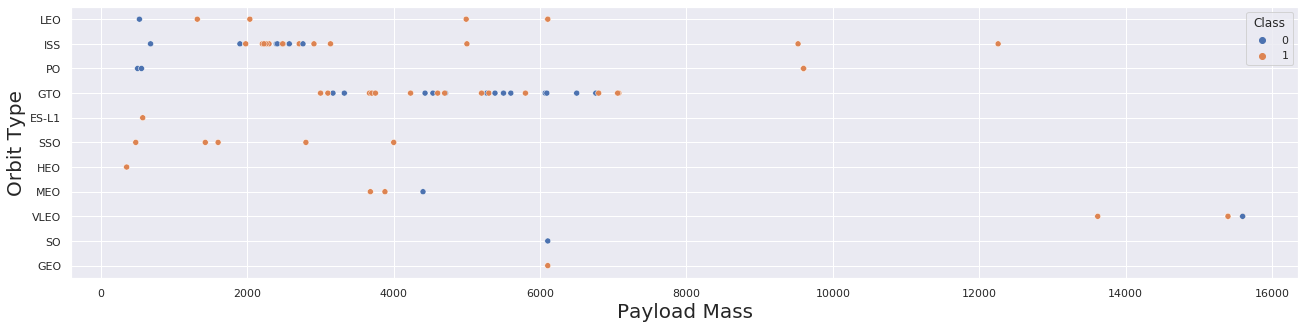 LEO
ISS
PO
GTO
ES-L1
SSO
HEO
MEO
VLEO
SO
GEO
Orbit Type
0 2000 4000 6000 8000 10000 12000 14000 16000
Payload Mass
Class
0
1